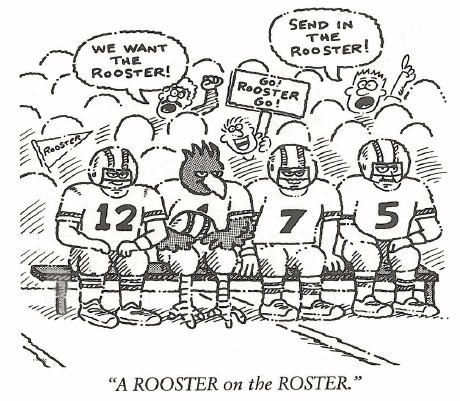 WE WANT
THE
ROOSTER!
SEND IN
THE
ROOSTER!
GO!
ROOSTER
GO!
ROOSTER
12
7
5
"A ROOSTER on the ROSTER."